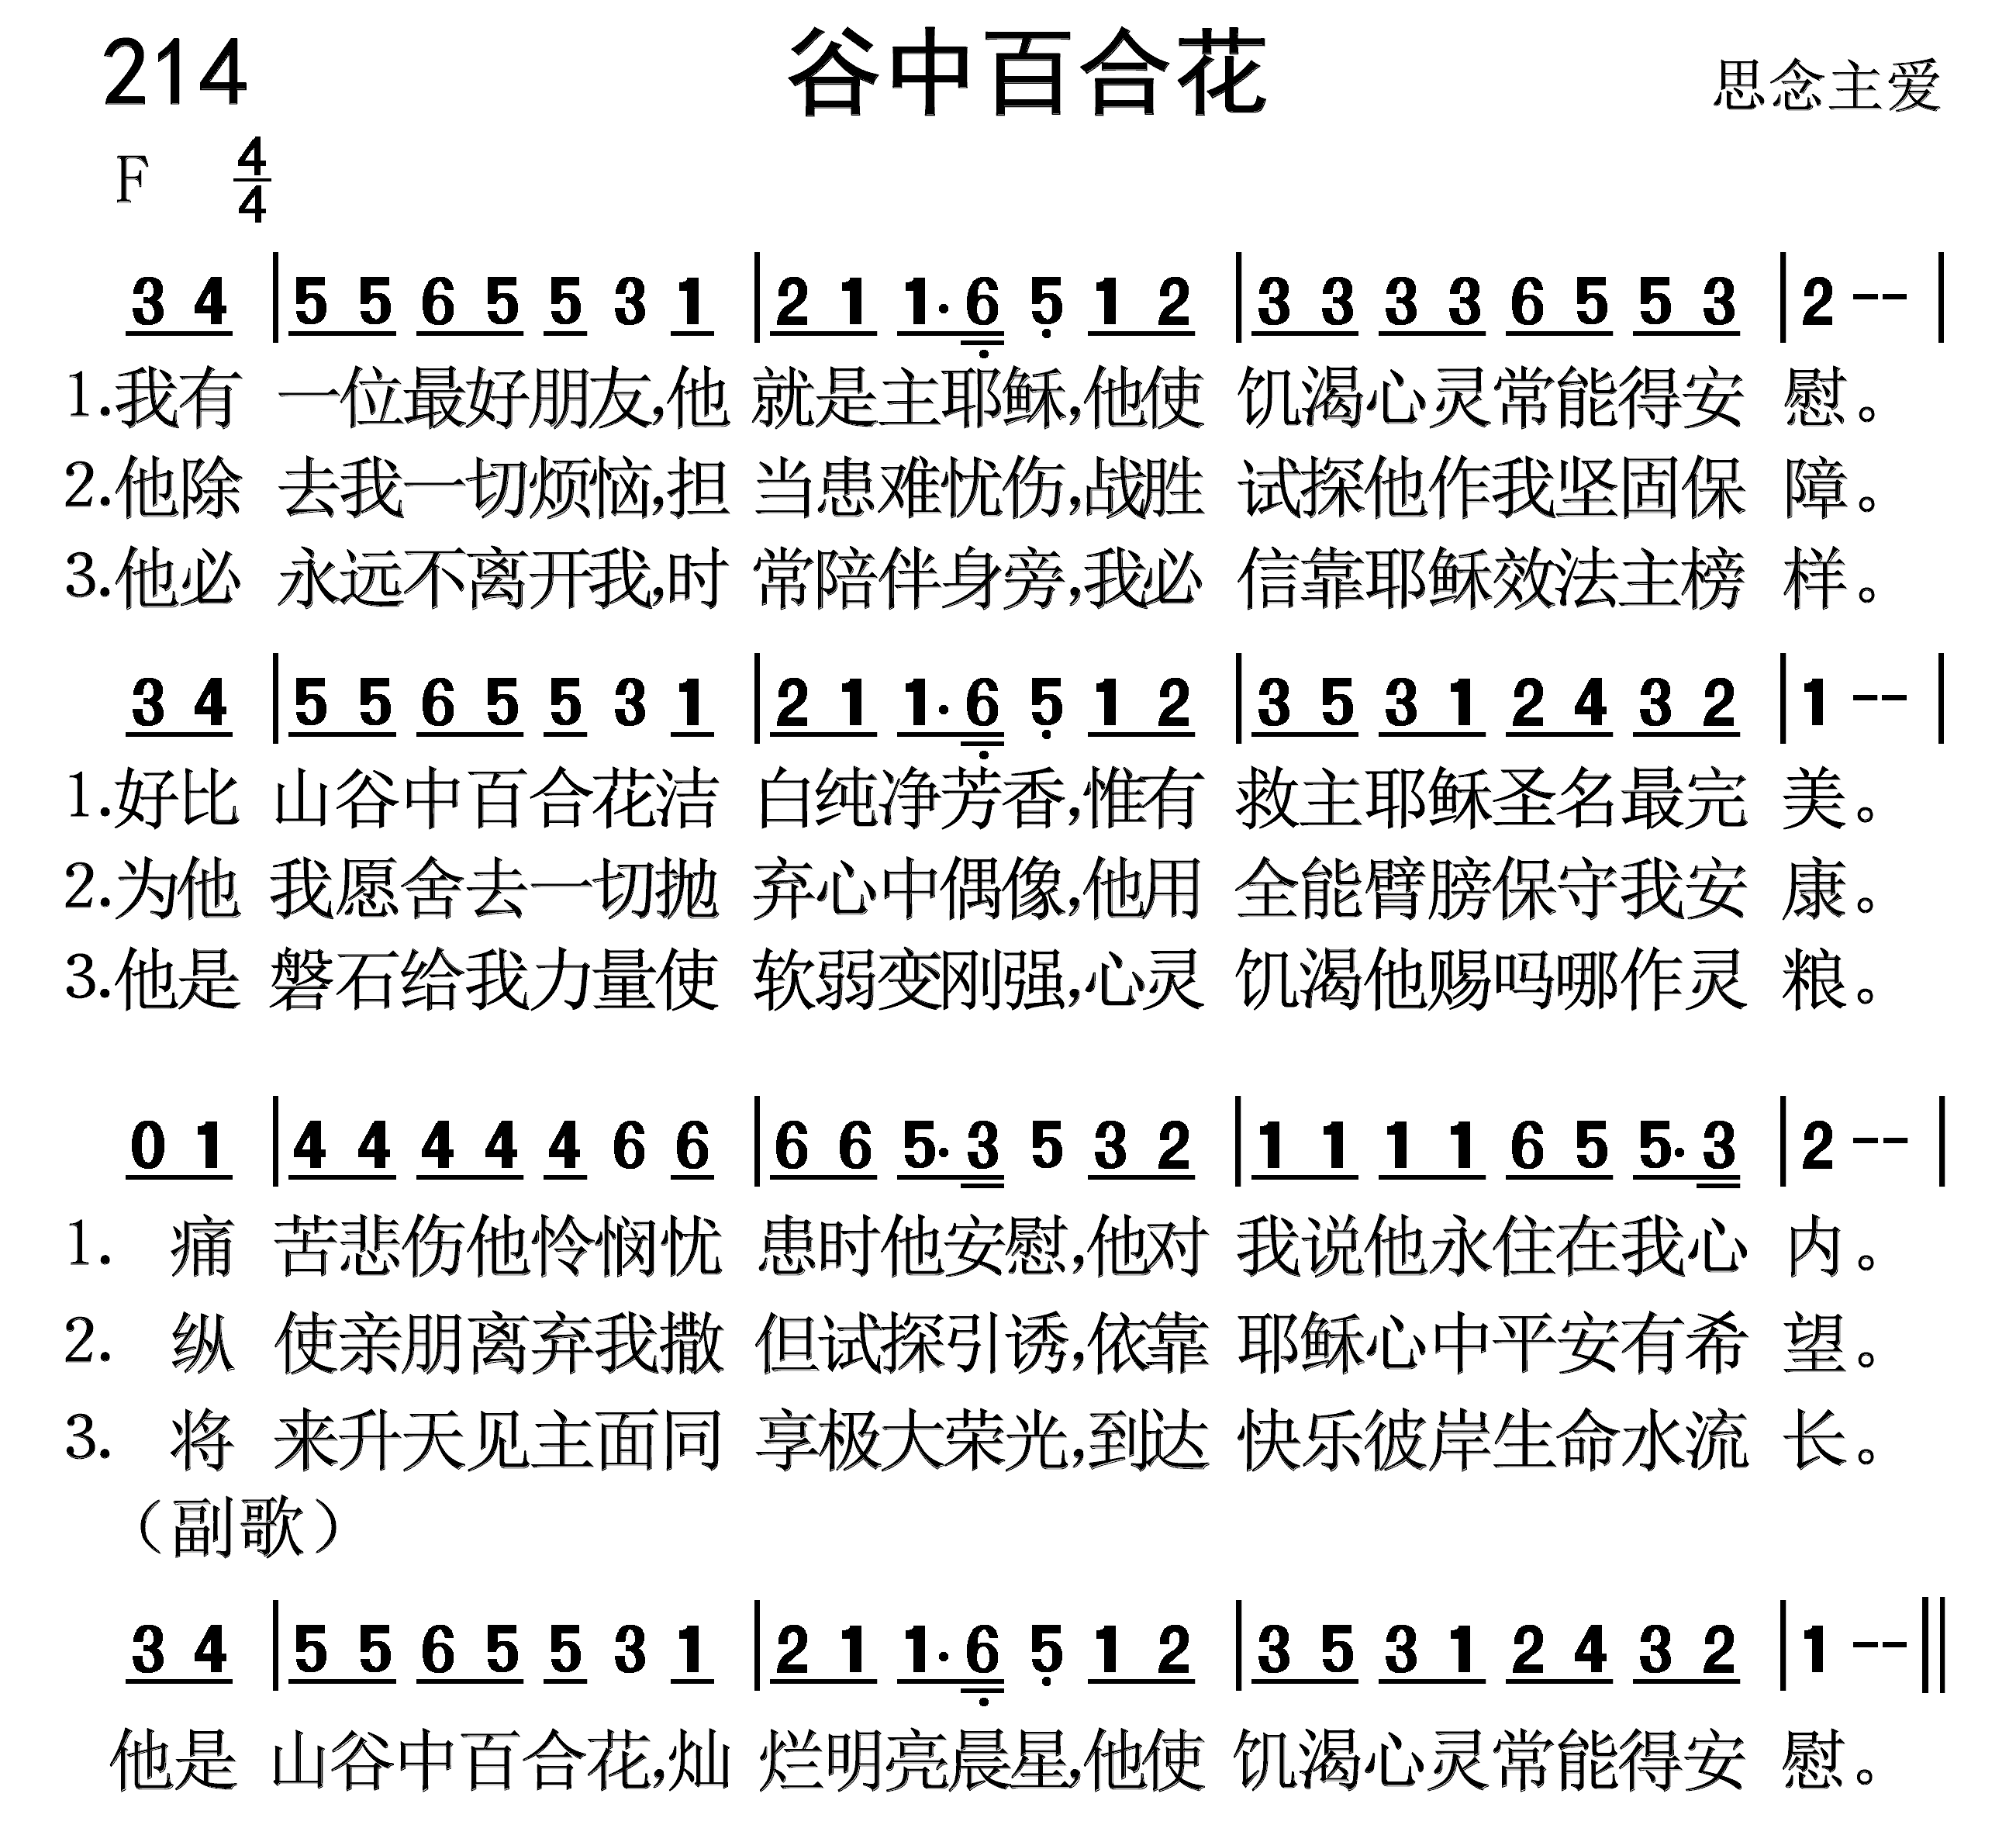 214 谷中百合花 思念主爱
F 4/4
3 4 | 5 5 6 5 5 3 1 | 2 1 1· 6̣ 5̣ 1 2 | 3 3 3 3 6 5 5 3 | 2 -- |
1.我有 一位最好朋友,他 就是主耶稣,他使 饥渴心灵常能得安 慰。
2.他除 去我一切烦恼,担 当患难忧伤,战胜 试探他作我坚固保 障。
3.他必 永远不离开我,时 常陪伴身旁,我必 信靠耶稣效法主榜 样。
3 4 | 5 5 6 5 5 3 1 | 2 1 1· 6̣ 5̣ 1 2 | 3 5 3 1 2 4 3 2 | 1 -- |
1.好比 山谷中百合花洁 白纯净芳香,惟有 救主耶稣圣名最完 美。
2.为他 我愿舍去一切抛 弃心中偶像,他用 全能臂膀保守我安 康。
3.他是 磐石给我力量使 软弱变刚强,心灵 饥渴他赐吗哪作灵 粮。
0 1 | 4 4 4 4 4 6 6 | 6 6 5· 3 5 3 2 | 1 1 1 1 6 5 5· 3 | 2 -- |
1. 痛 苦悲伤他怜悯忧 患时他安慰,他对 我说他永住在我心 内。
2. 纵 使亲朋离弃我撒 但试探引诱,依靠 耶稣心中平安有希 望。
3. 将 来升天见主面同 享极大荣光,到达 快乐彼岸生命水流 长。
（副歌）
3 4 | 5 5 6 5 5 3 1 | 2 1 1· 6̣ 5̣ 1 2 | 3 5 3 1 2 4 3 2 | 1 -- ||
他是 山谷中百合花,灿 烂明亮晨星,他使 饥渴心灵常能得安 慰。